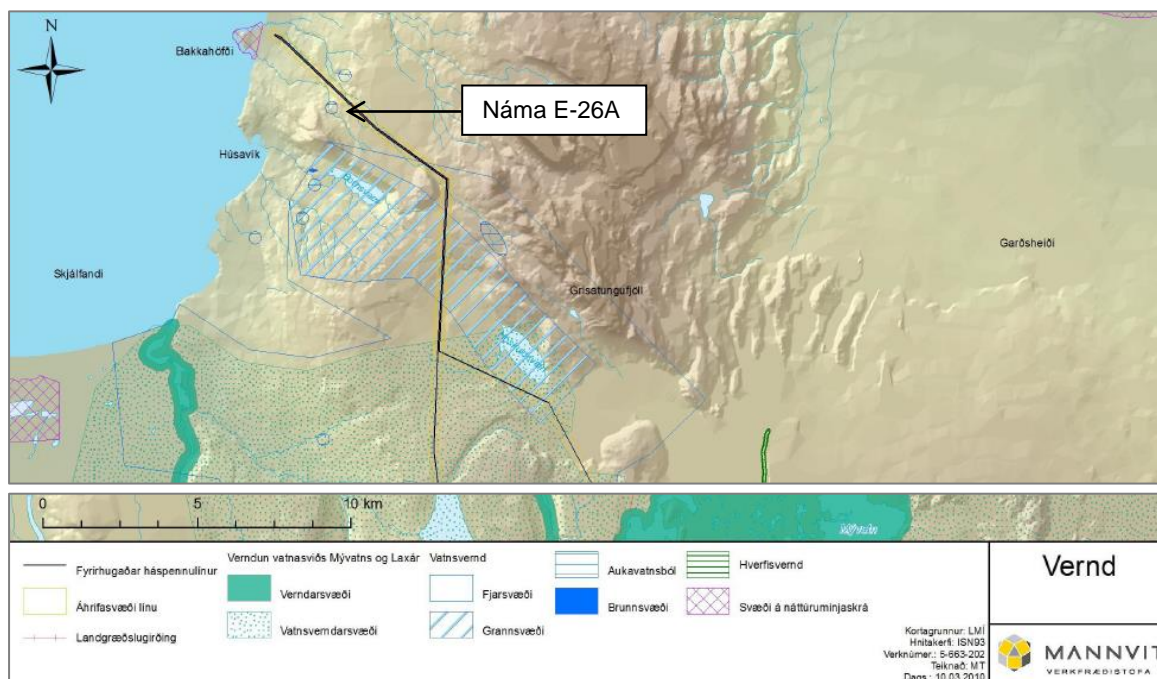 N
Bakkahöfði
Náma E-26A
Húsavík
Botnsvatn
Garðsheiði
Skjálfandi
Grísatungufjöll
0 5 10 km
Mývatn
Fyrirhugaðar háspennulínur
Áhrifasvæði línu
Landgræðslugirðing
Verndun vatnasviðs Mývatns og Laxár
Verndarsvæði
Vatnsverndarsvæði
Vatnsvernd
Fjarsvæði
Grannsvæði
Aukavatnsból
Brunnsvæði
Hverfisvernd
Svæði á náttúruminjaskrá
Vernd
Kortagrunnur: LMÍ
Hnitakerfi: ISN93
Verknúmer.: 5-663-202
Teiknað: MT
Dags.: 10.03.2010
MANNVIT
VERKFRÆÐISTOFA